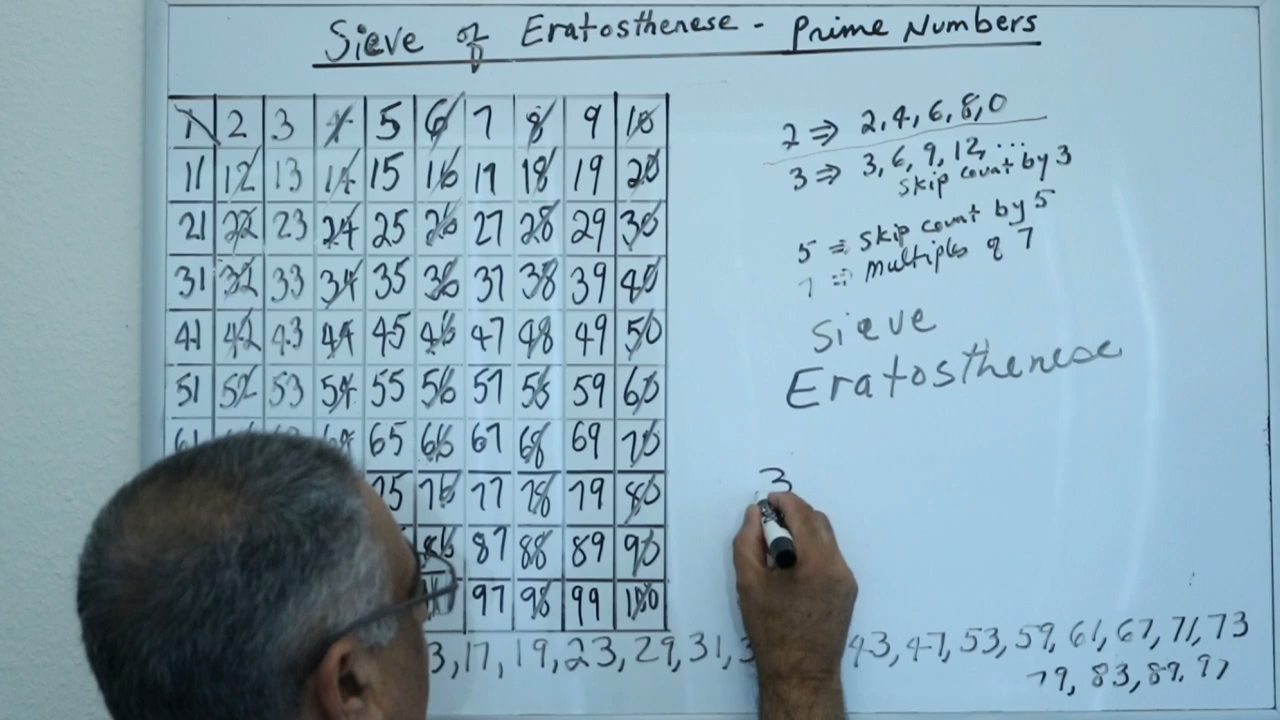 Sieve of Eratosthenese - Prime Numbers
1 2 3 4 5 6 7 8 9 10
11 12 13 14 15 16 17 18 19 20
21 22 23 24 25 26 27 28 29 30
31 32 33 34 35 36 37 38 39 40
41 42 43 44 45 46 47 48 49 50
51 52 53 54 55 56 57 58 59 60
65 66 67 68 69 70
75 76 77 78 79 80
86 87 88 89 90
97 98 99 100
2 ⇒ 2, 4, 6, 8, 0
3 ⇒ 3, 6, 9, 12, ...
skip count by 3
5 ⇒ skip count by 5
7 ⇒ multiples of 7
Sieve
Eratosthenese
3
3, 17, 19, 23, 29, 31, 43, 47, 53, 59, 61, 67, 71, 73
79, 83, 89, 97